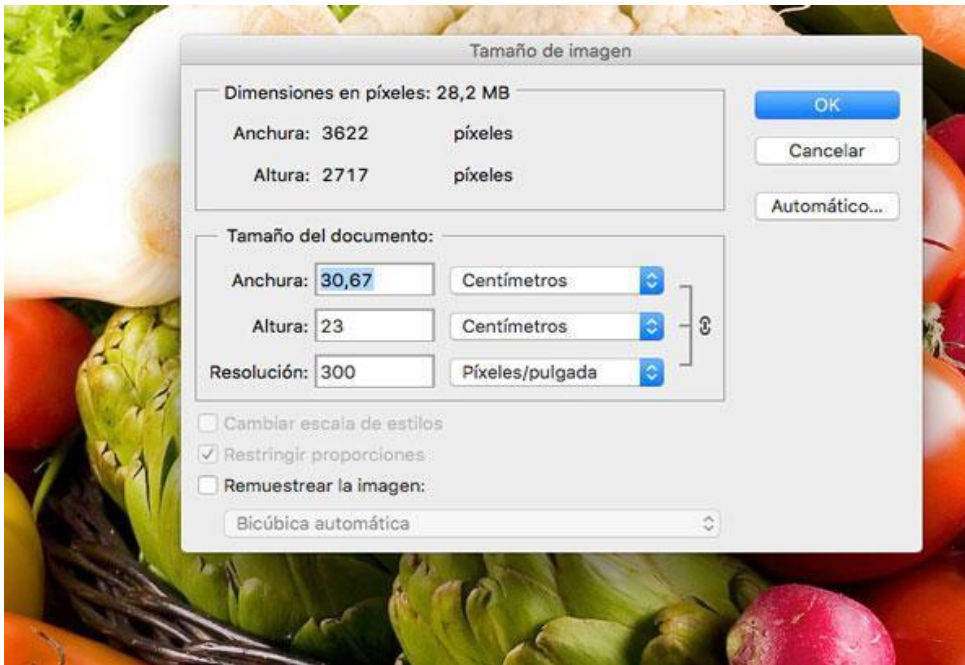 Tamaño de imagen
Dimensiones en píxeles: 28,2 MB
Anchura: 3622 píxeles
Altura: 2717 píxeles
OK
Cancelar
Automático...
Tamaño del documento:
Anchura: 30,67 Centímetros
Altura: 23 Centímetros
Resolución: 300 Píxeles/pulgada
Cambiar escala de estilos
Restringir proporciones
Remuestrear la imagen:
Bicúbica automática